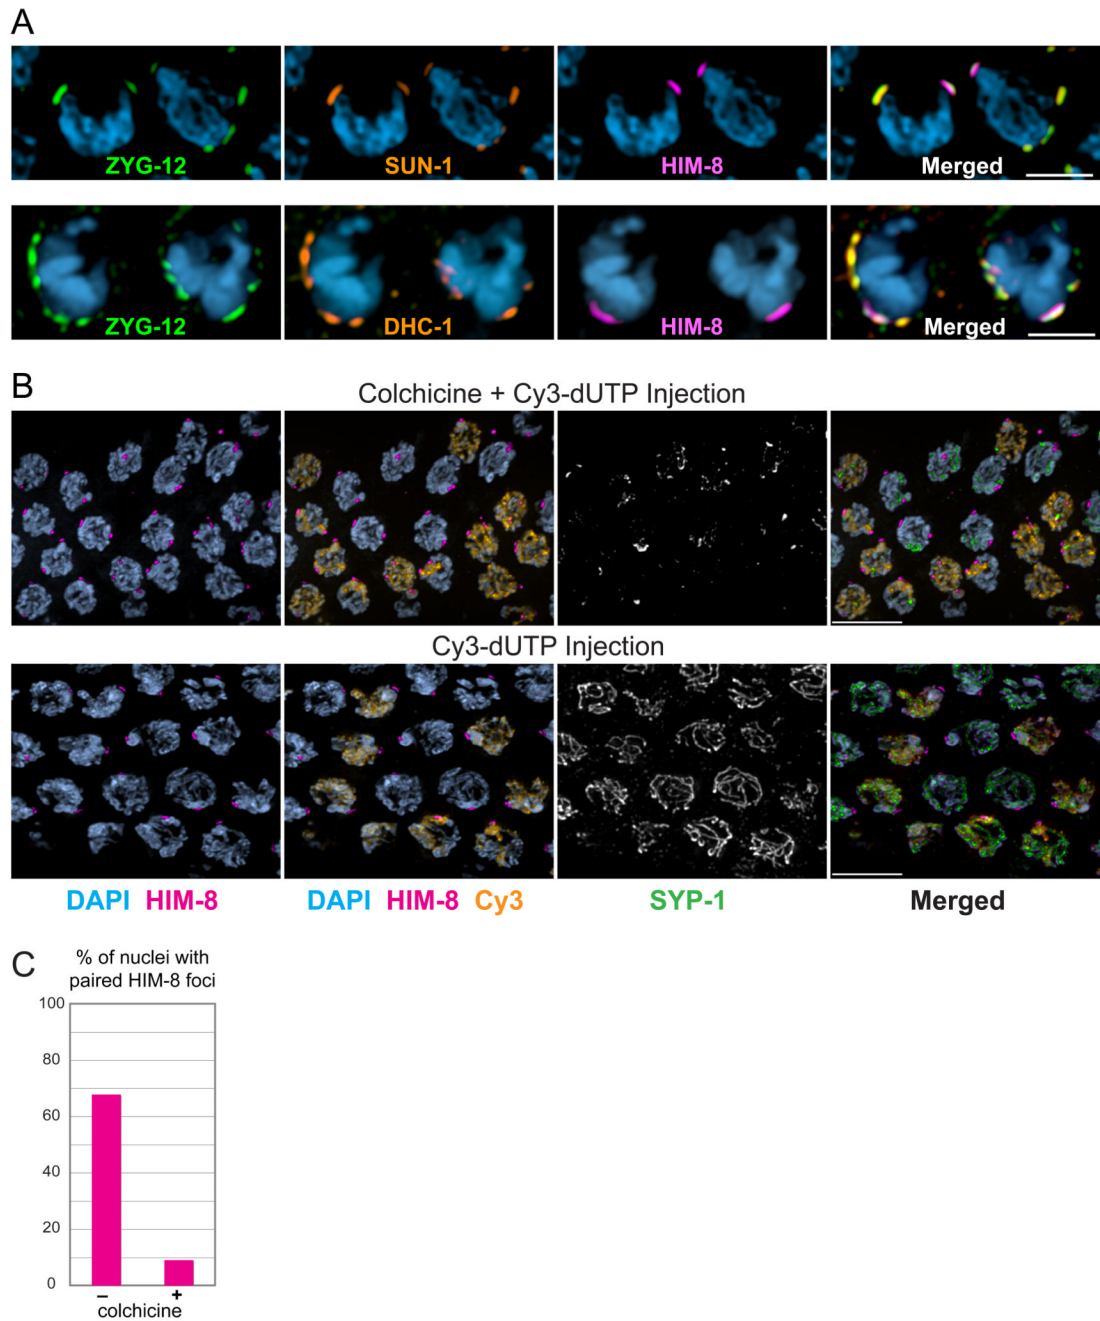 A
ZYG-12 SUN-1 HIM-8 Merged
ZYG-12 DHC-1 HIM-8 Merged
B
Colchicine + Cy3-dUTP Injection
Cy3-dUTP Injection
DAPI HIM-8 DAPI HIM-8 Cy3 SYP-1 Merged
C
% of nuclei with
paired HIM-8 foci
100
80
60
40
20
0
– +
colchicine